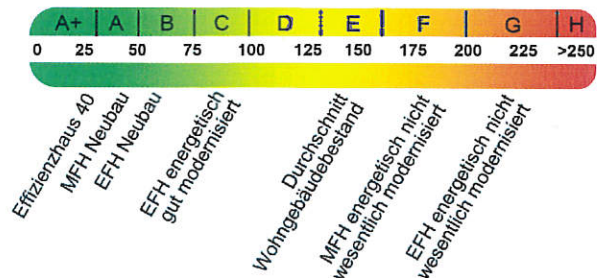 A+ A B C D E F G H
0 25 50 75 100 125 150 175 200 225 >250
Effizienzhaus 40
MFH Neubau
EFH Neubau
EFH energetisch
gut modernisiert
Durchschnitt
Wohngebäudebestand
MFH energetisch nicht
wesentlich modernisiert
EFH energetisch nicht
wesentlich modernisiert